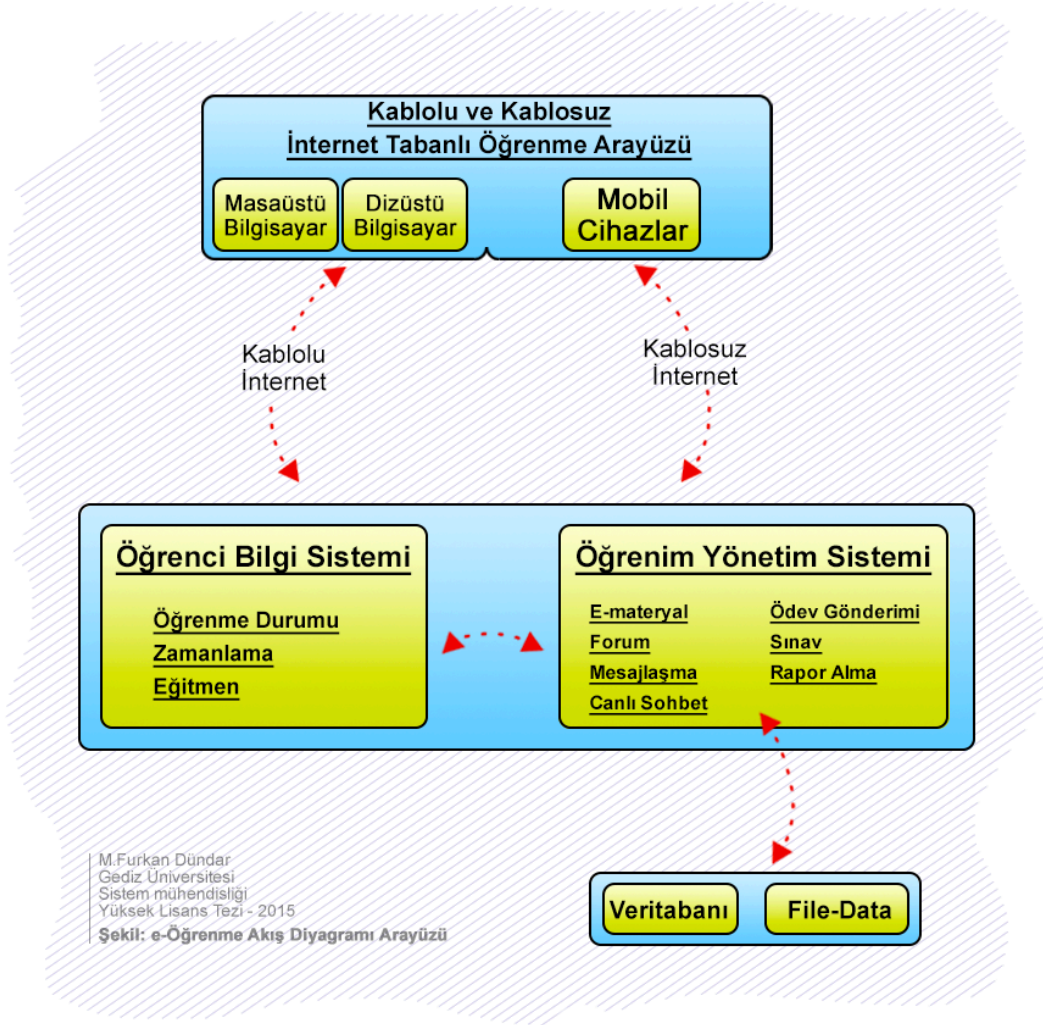 Kablolu ve Kablosuz
İnternet Tabanlı Öğrenme Arayüzü
Masaüstü
Bilgisayar
Dizüstü
Bilgisayar
Mobil
Cihazlar
Kablolu
İnternet
Kablosuz
İnternet
Öğrenci Bilgi Sistemi
Öğrenme Durumu
Zamanlama
Eğitmen
Öğrenim Yönetim Sistemi
E-materyal
Forum
Mesajlaşma
Canlı Sohbet
Ödev Gönderimi
Sınav
Rapor Alma
Veritabanı
File-Data
M.Furkan Dündar
Gediz Üniversitesi
Sistem mühendisliği
Yüksek Lisans Tezi - 2015
Şekil: e-Öğrenme Akış Diyagramı Arayüzü